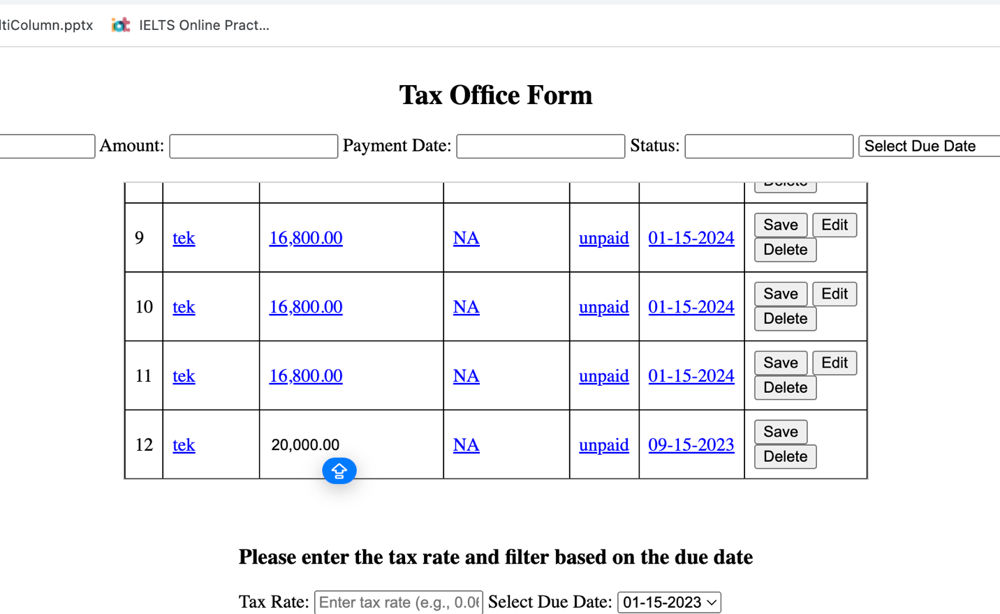 ltiColumn.pptx IELTS Online Pract...
Tax Office Form
Amount: Payment Date: Status: Select Due Date
Delete
9 tek 16,800.00 NA unpaid 01-15-2024 Save Edit
Delete
10 tek 16,800.00 NA unpaid 01-15-2024 Save Edit
Delete
11 tek 16,800.00 NA unpaid 01-15-2024 Save Edit
Delete
12 tek 20,000.00 NA unpaid 09-15-2023 Save
Delete
Please enter the tax rate and filter based on the due date
Tax Rate: Enter tax rate (e.g., 0.06 Select Due Date: 01-15-2023